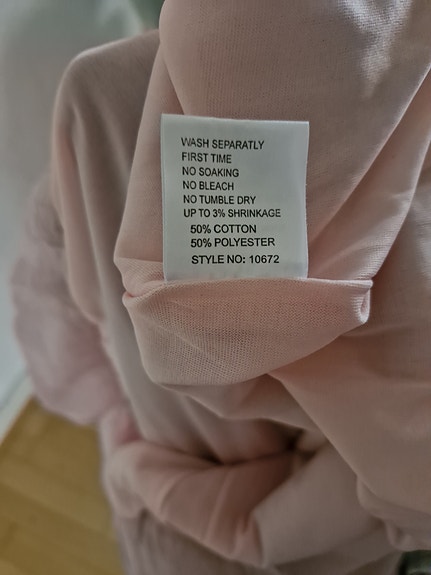 WASH SEPARATLY
FIRST TIME
NO SOAKING
NO BLEACH
NO TUMBLE DRY
UP TO 3% SHRINKAGE
50% COTTON
50% POLYESTER
STYLE NO: 10672